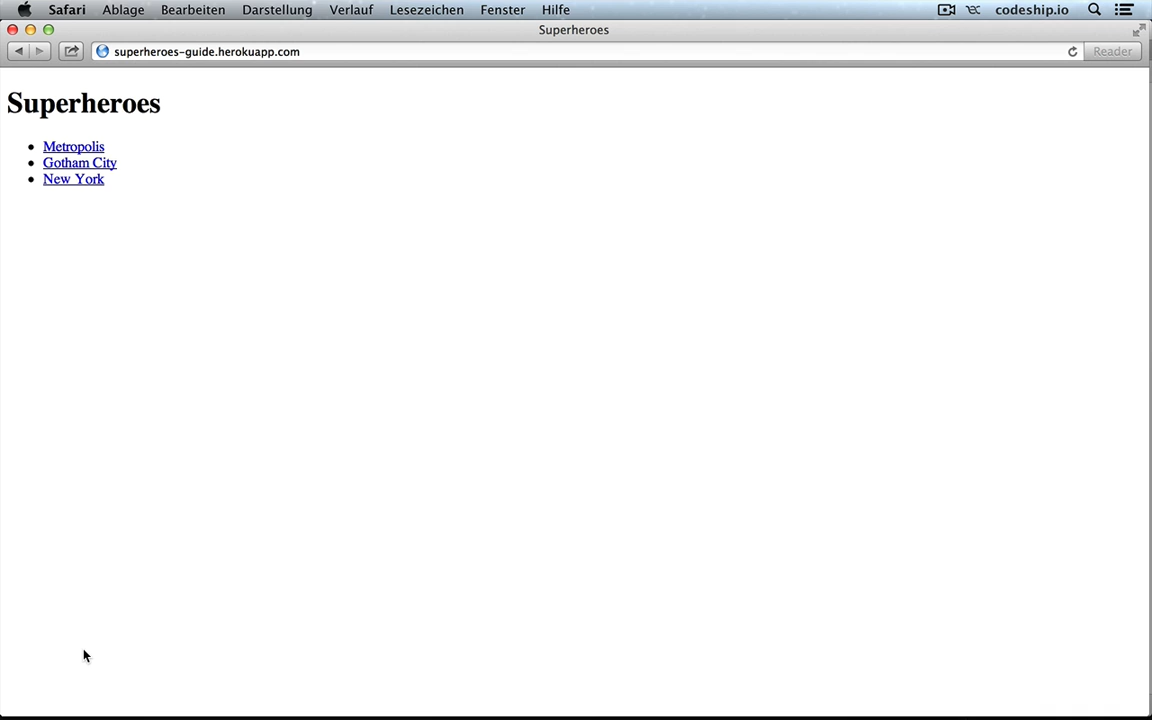 Safari Ablage Bearbeiten Darstellung Verlauf Lesezeichen Fenster Hilfe codeship.io
Superheroes
superheroes-guide.herokuapp.com Reader
Superheroes
Metropolis
Gotham City
New York